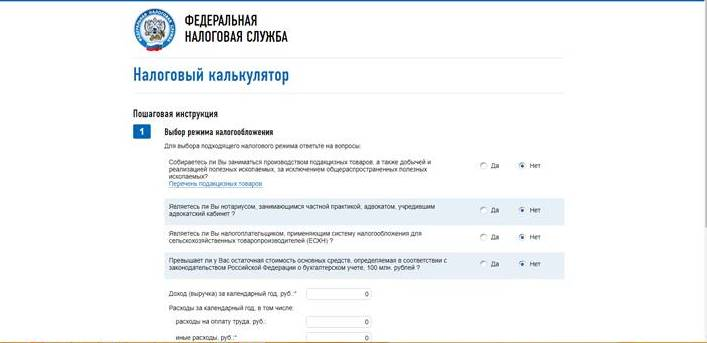 ФЕДЕРАЛЬНАЯ
НАЛОГОВАЯ СЛУЖБА
Налоговый калькулятор
Пошаговая инструкция
1 Выбор режима налогообложения
Для выбора подходящего налогового режима ответьте на вопросы:
Собираетесь ли Вы заниматься производством подакцизных товаров, а также добычей и
реализацией полезных ископаемых, за исключением общераспространенных полезных
ископаемых? Да Нет
Перечень подакцизных товаров
Являетесь ли Вы нотариусом, занимающимся частной практикой, адвокатом, учредившим
адвокатский кабинет ? Да Нет
Являетесь ли Вы налогоплательщиком, применяющим систему налогообложения для
сельскохозяйственных товаропроизводителей (ЕСХН) ? Да Нет
Превышает ли у Вас остаточная стоимость основных средств, определяемая в соответствии с
законодательством Российской Федерации о бухгалтерском учете, 100 млн. рублей ? Да Нет
Доход (выручка) за календарный год, руб.:* 0
Расходы за календарный год, в том числе:
расходы на оплату труда, руб.: 0
иные расходы, руб.:* 0